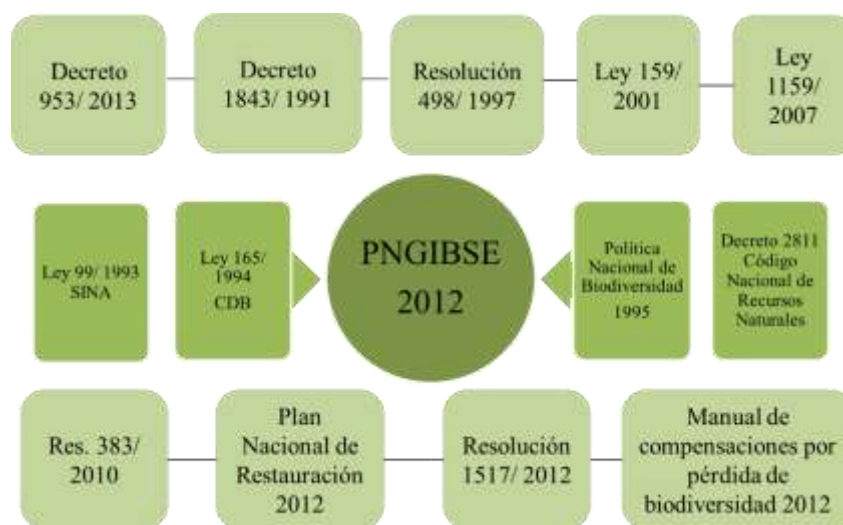 Decreto
953/ 2013
Decreto
1843/ 1991
Resolución
498/ 1997
Ley 159/
2001
Ley
1159/
2007
Ley 99/ 1993
SINA
Ley 165/
1994
CDB
PNGIBSE
2012
Política
Nacional de
Biodiversidad
1995
Decreto 2811
Código
Nacional de
Recursos
Naturales
Res. 383/
2010
Plan
Nacional de
Restauración
2012
Resolución
1517/ 2012
Manual de
compensaciones por
pérdida de
biodiversidad 2012